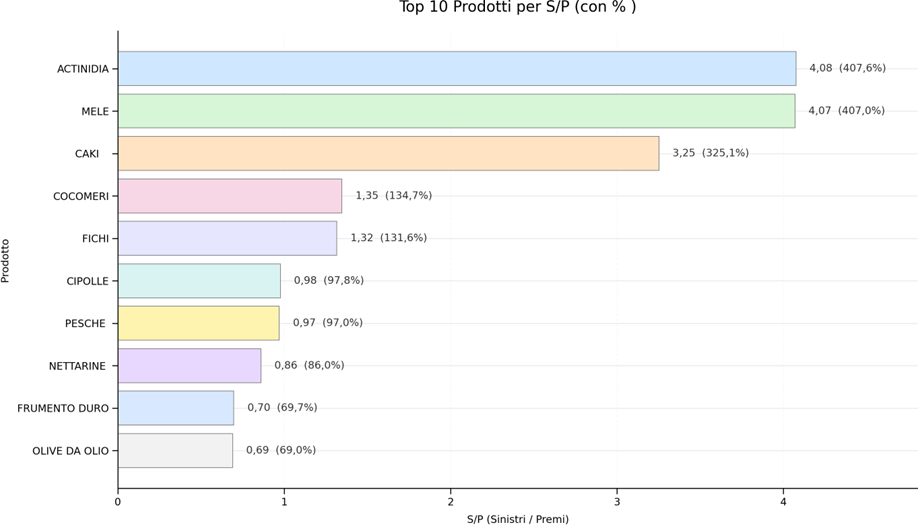 Top 10 Prodotti per S/P (con % )
ACTINIDIA 4,08 (407,6%)
MELE 4,07 (407,0%)
CAKI 3,25 (325,1%)
COCOMERI 1,35 (134,7%)
FICHI 1,32 (131,6%)
CIPOLLE 0,98 (97,8%)
PESCHE 0,97 (97,0%)
NETTARINE 0,86 (86,0%)
FRUMENTO DURO 0,70 (69,7%)
OLIVE DA OLIO 0,69 (69,0%)
Prodotto
0 1 2 3 4
S/P (Sinistri / Premi)